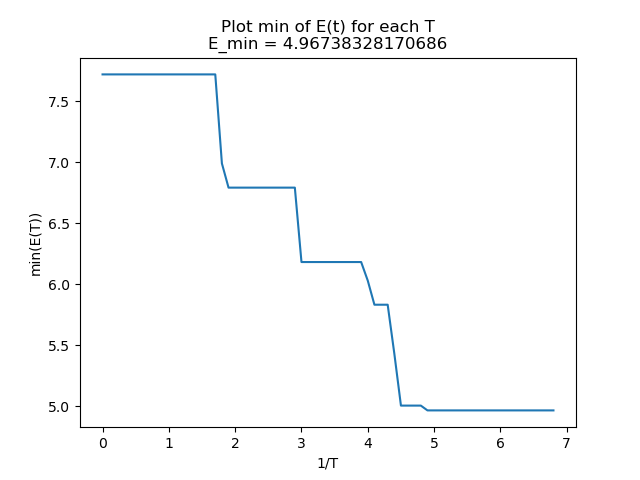 Plot min of E(t) for each T
E_min = 4.96738328170686
min(E(T))
7.5
7.0
6.5
6.0
5.5
5.0
0 1 2 3 4 5 6 7
1/T